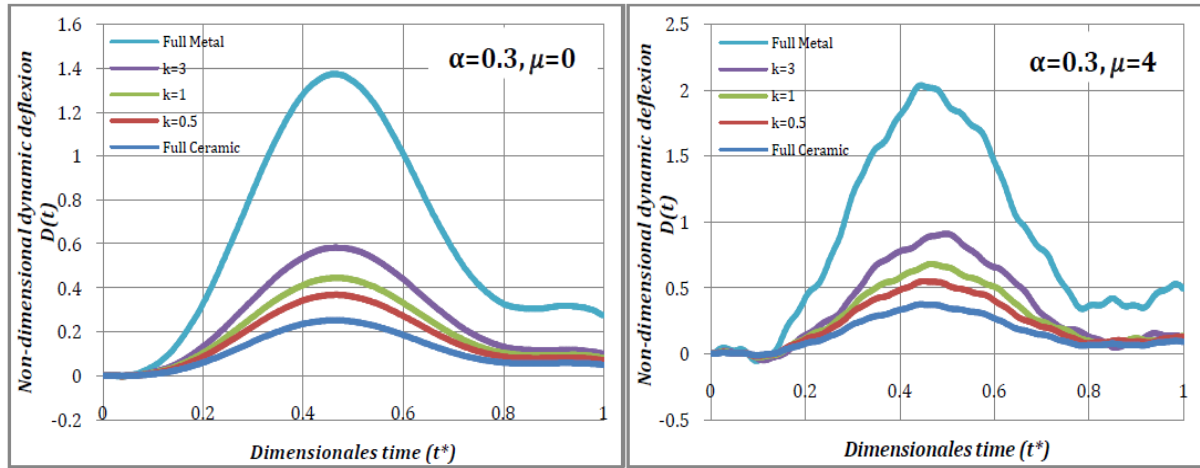 Non-dimensional dynamic deflexion
D(t)
1.6
1.4
1.2
1
0.8
0.6
0.4
0.2
0
-0.2
Full Metal
k=3
k=1
k=0.5
Full Ceramic
α=0.3, μ=0
0 0.2 0.4 0.6 0.8 1
Dimensionales time (t*)
Non-dimensional dynamic deflexion
D(t)
2.5
2
1.5
1
0.5
0
-0.5
Full Metal
k=3
k=1
k=0.5
Full Ceramic
α=0.3, μ=4
0 0.2 0.4 0.6 0.8 1
Dimensionales time (t*)